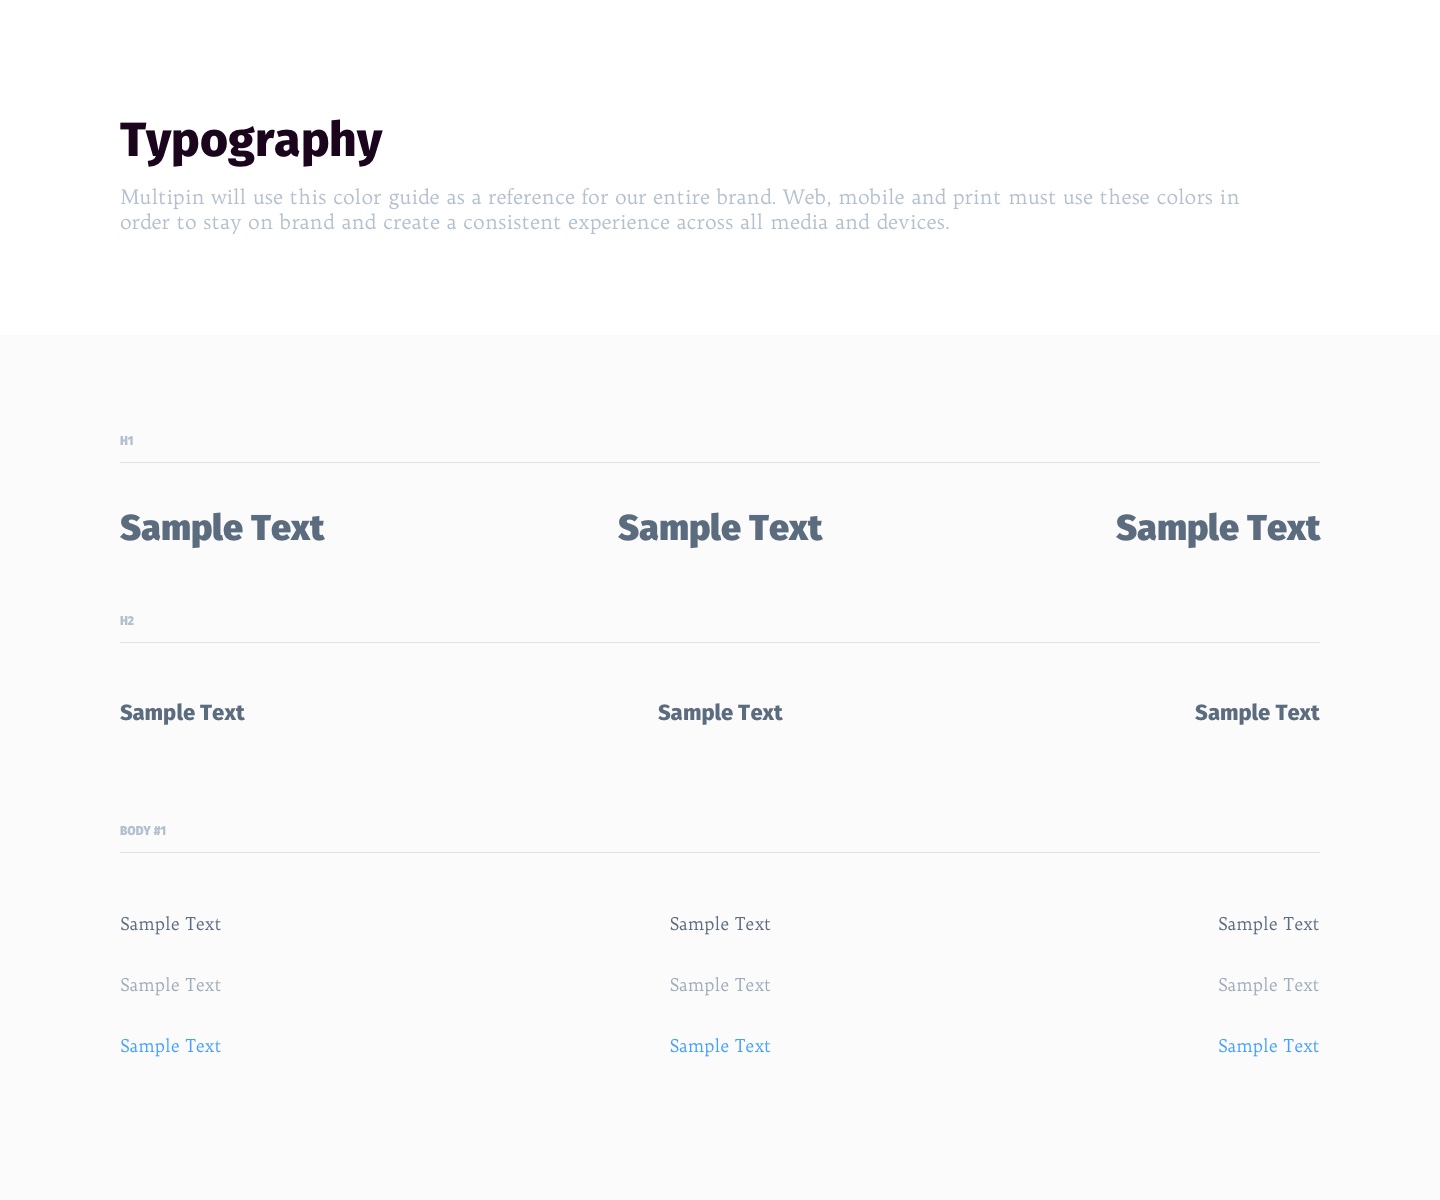 Typography
Multipin will use this color guide as a reference for our entire brand. Web, mobile and print must use these colors in
order to stay on brand and create a consistent experience across all media and devices.
H1
Sample Text Sample Text Sample Text
H2
Sample Text Sample Text Sample Text
BODY #1
Sample Text Sample Text Sample Text
Sample Text Sample Text Sample Text
Sample Text Sample Text Sample Text